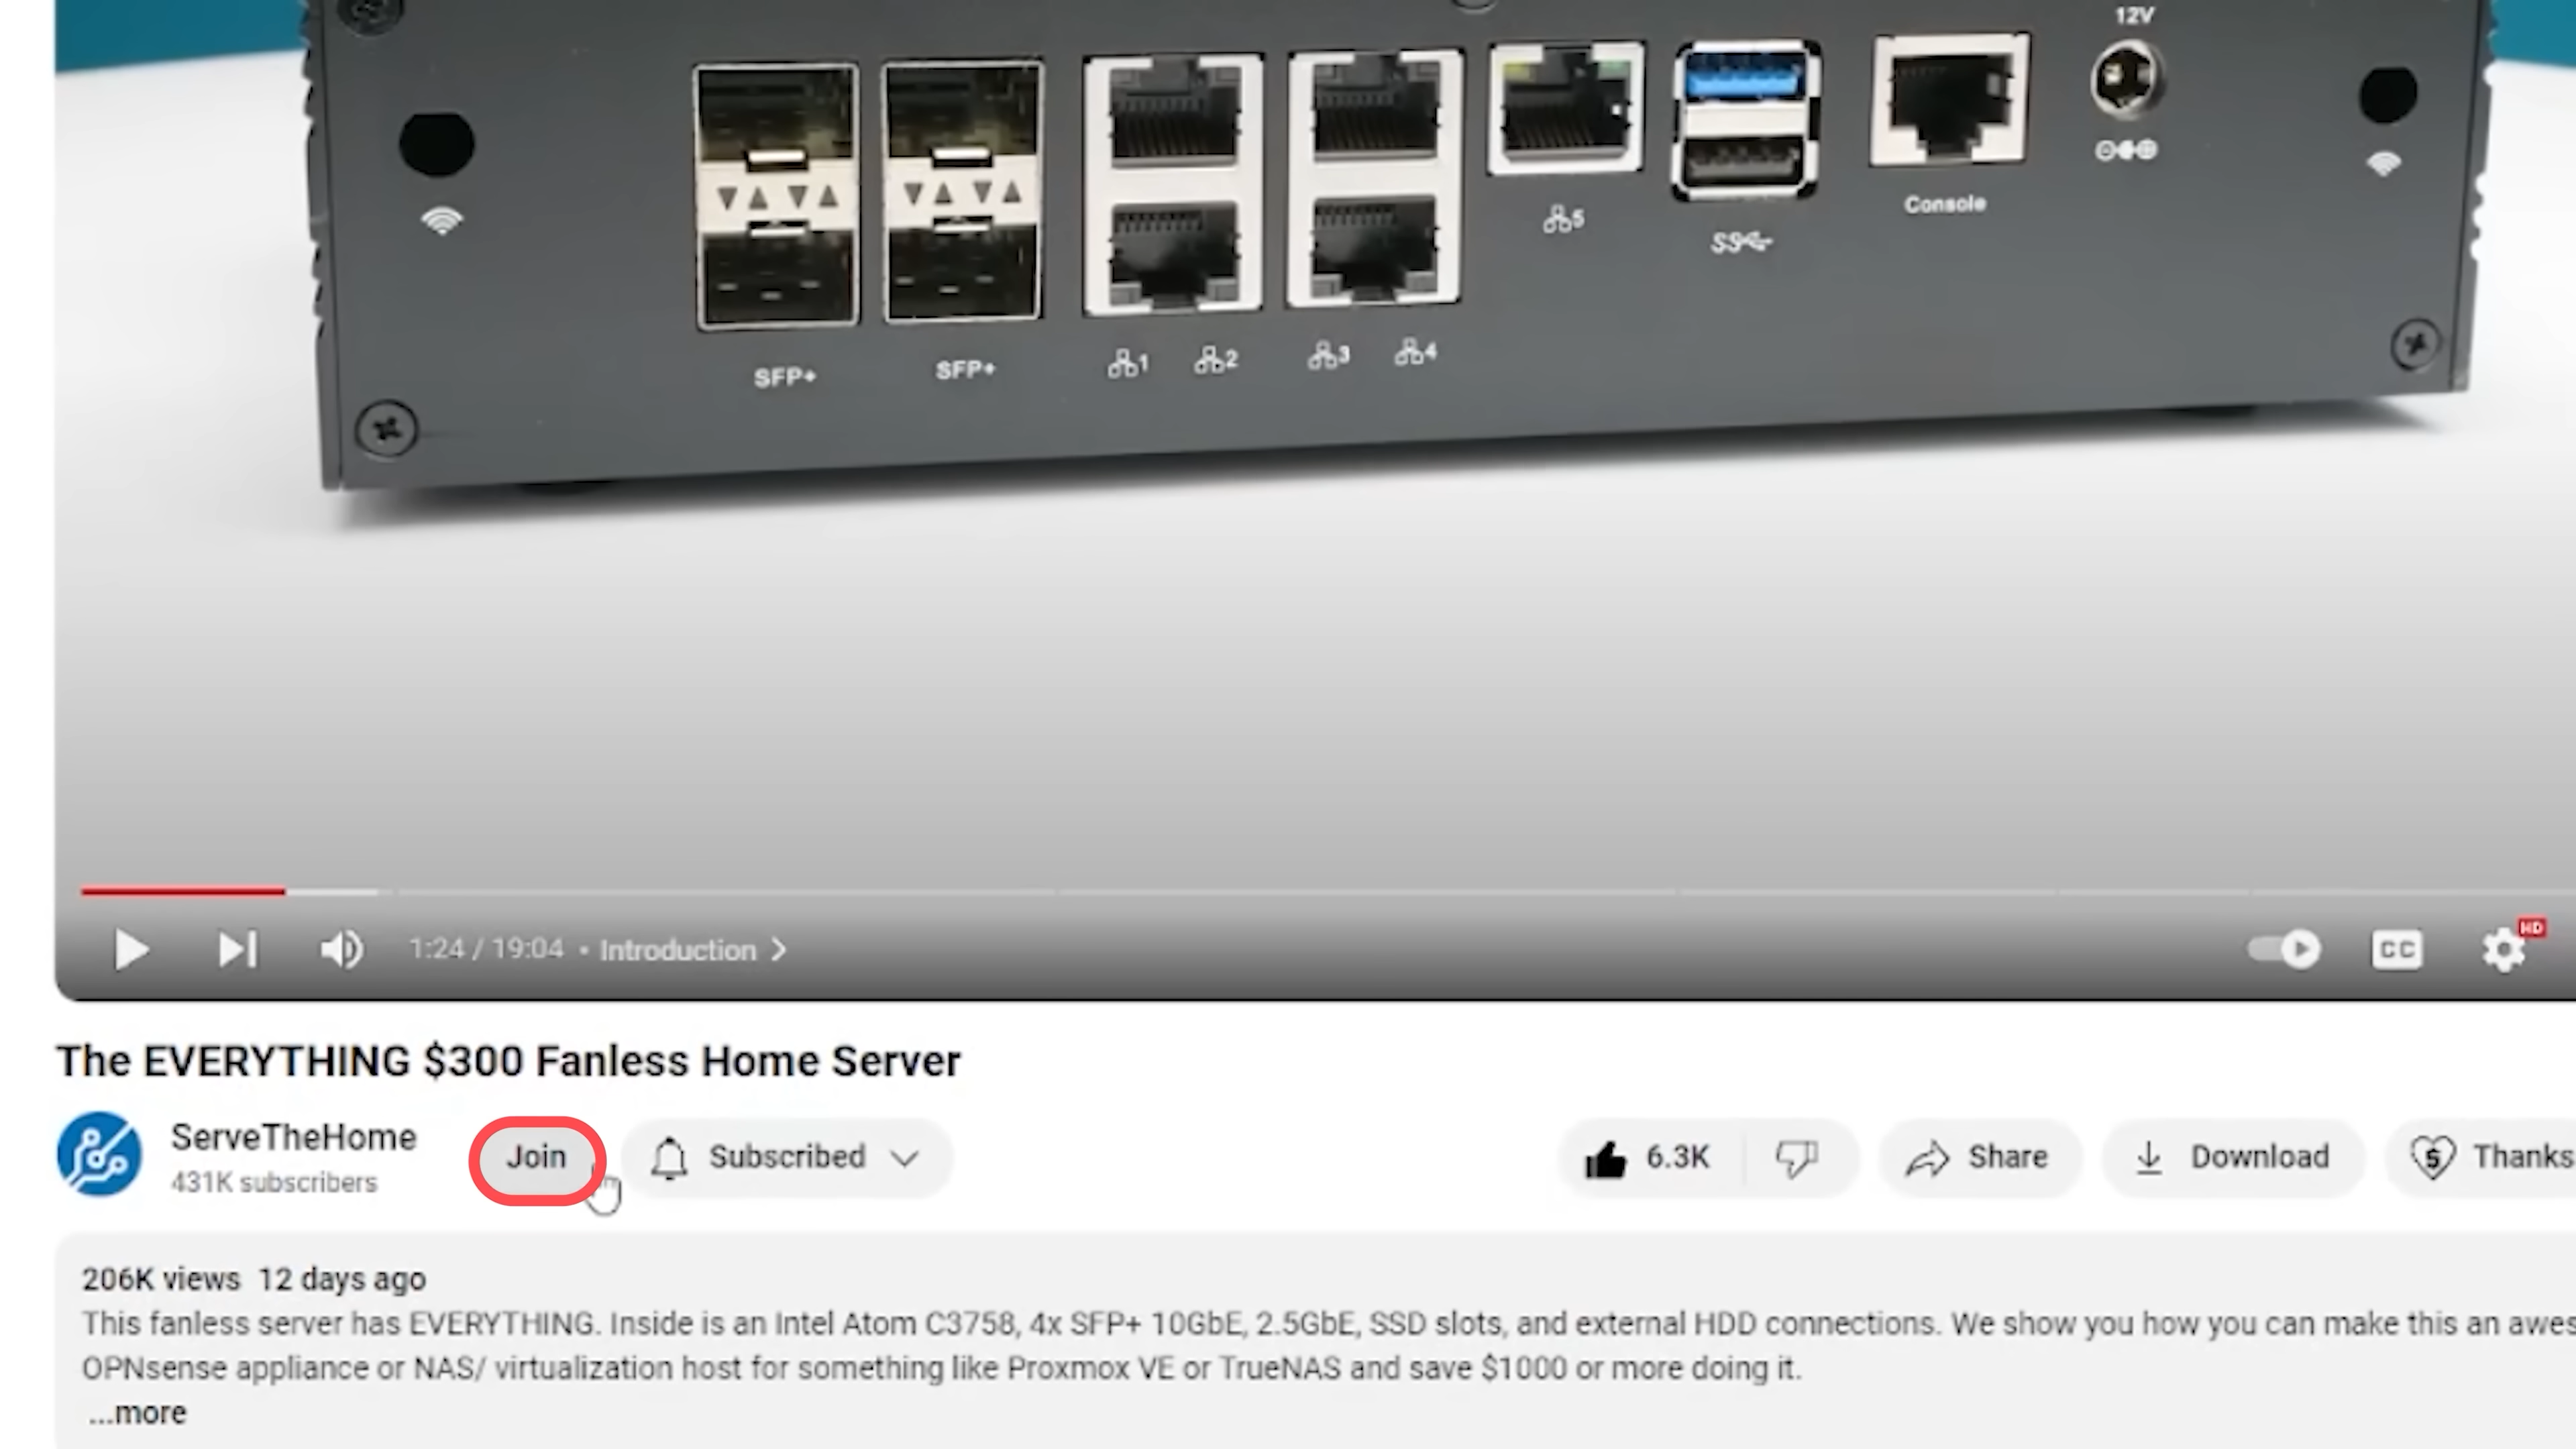 12V
5
SS
Console
SFP+
SFP+
1
2
3
4
1:24 / 19:04 • Introduction
CC
HD
The EVERYTHING $300 Fanless Home Server
ServeTheHome
431K subscribers
Join
Subscribed
6.3K
Share
Download
Thanks
206K views 12 days ago
This fanless server has EVERYTHING. Inside is an Intel Atom C3758, 4x SFP+ 10GbE, 2.5GbE, SSD slots, and external HDD connections. We show you how you can make this an awes
OPNsense appliance or NAS/ virtualization host for something like Proxmox VE or TrueNAS and save $1000 or more doing it.
...more